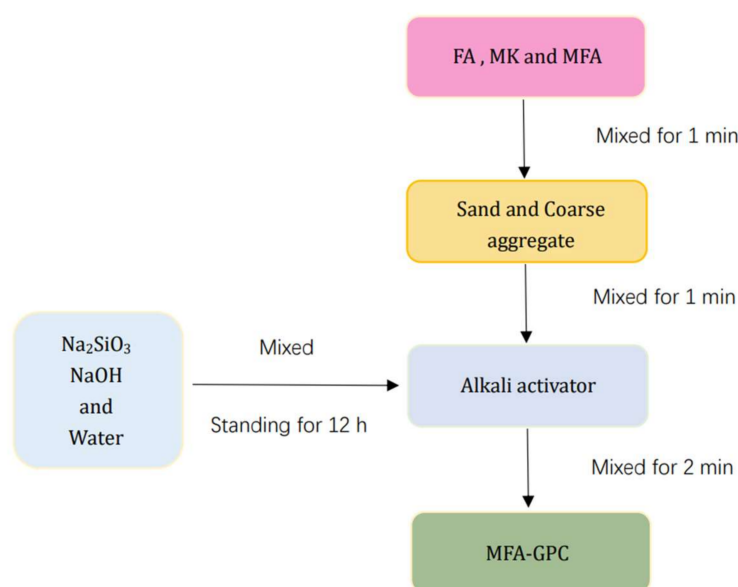 FA , MK and MFA
Mixed for 1 min
Sand and Coarse
aggregate
Mixed for 1 min
Na₂SiO₃
NaOH
and
Water
Mixed
Standing for 12 h
Alkali activator
Mixed for 2 min
MFA-GPC